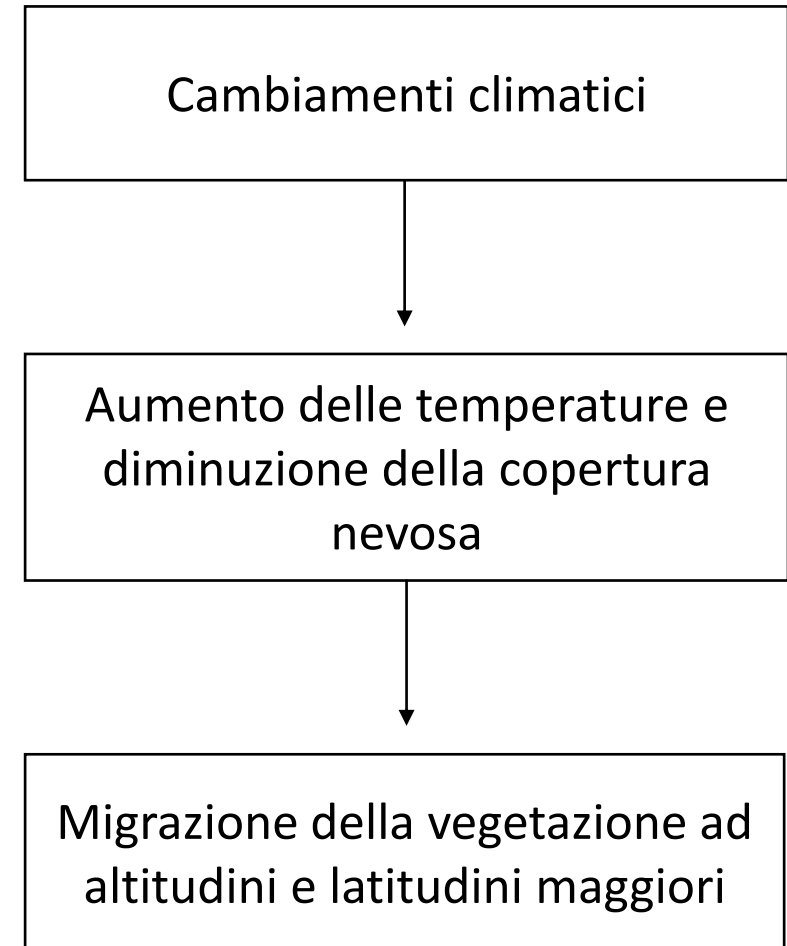 Cambiamenti climatici
Aumento delle temperature e
diminuzione della copertura
nevosa
Migrazione della vegetazione ad
altitudini e latitudini maggiori